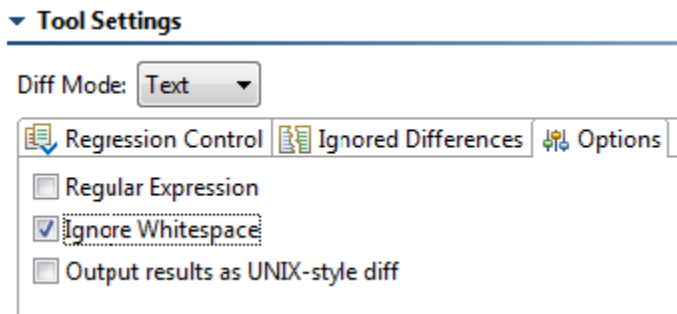 Tool Settings
Diff Mode: Text
Regression Control Ignored Differences Options
Regular Expression
Ignore Whitespace
Output results as UNIX-style diff